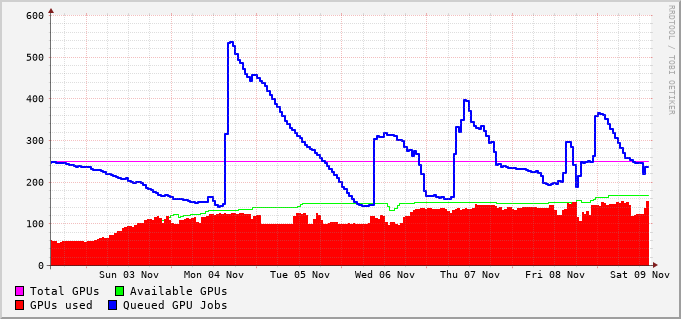 600
500
400
300
200
100
0
Sun 03 Nov Mon 04 Nov Tue 05 Nov Wed 06 Nov Thu 07 Nov Fri 08 Nov Sat 09 Nov
Total GPUs Available GPUs
GPUs used Queued GPU Jobs
RRDTOOL / TOBI OETIKER